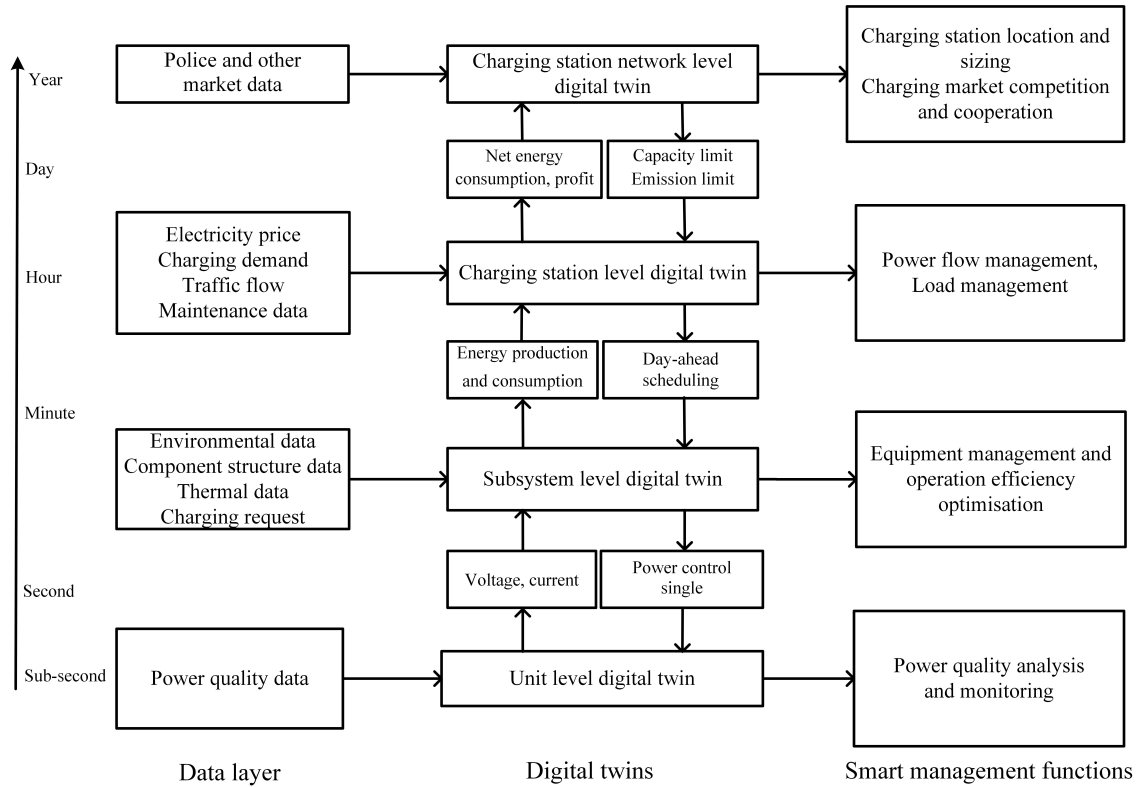 Year
Police and other
market data
Charging station network level
digital twin
Charging station location and
sizing
Charging market competition
and cooperation
Day
Net energy
consumption, profit
Capacity limit
Emission limit
Hour
Electricity price
Charging demand
Traffic flow
Maintenance data
Charging station level digital twin
Power flow management,
Load management
Energy production
and consumption
Day-ahead
scheduling
Minute
Environmental data
Component structure data
Thermal data
Charging request
Subsystem level digital twin
Equipment management and
operation efficiency
optimisation
Second
Voltage, current
Power control
single
Sub-second
Power quality data
Unit level digital twin
Power quality analysis
and monitoring
Data layer
Digital twins
Smart management functions